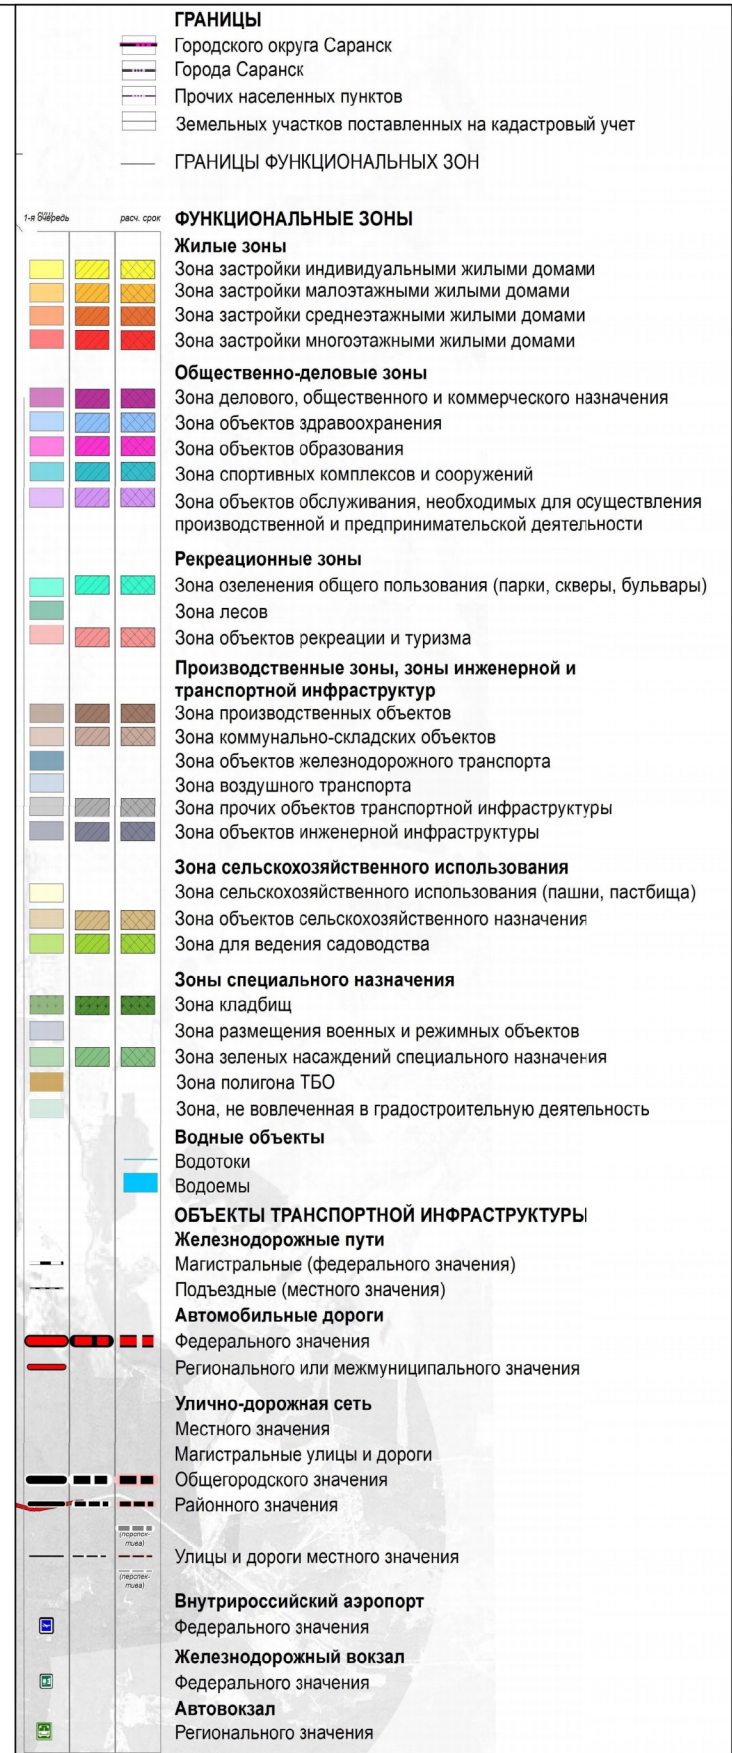 ГРАНИЦЫ
Городского округа Саранск
Города Саранск
Прочих населенных пунктов
Земельных участков поставленных на кадастровый учет
ГРАНИЦЫ ФУНКЦИОНАЛЬНЫХ ЗОН
1-я очередь расч. срок ФУНКЦИОНАЛЬНЫЕ ЗОНЫ
Жилые зоны
Зона застройки индивидуальными жилыми домами
Зона застройки малоэтажными жилыми домами
Зона застройки среднеэтажными жилыми домами
Зона застройки многоэтажными жилыми домами
Общественно-деловые зоны
Зона делового, общественного и коммерческого назначения
Зона объектов здравоохранения
Зона объектов образования
Зона спортивных комплексов и сооружений
Зона объектов обслуживания, необходимых для осуществления
производственной и предпринимательской деятельности
Рекреационные зоны
Зона озеленения общего пользования (парки, скверы, бульвары)
Зона лесов
Зона объектов рекреации и туризма
Производственные зоны, зоны инженерной и
транспортной инфраструктур
Зона производственных объектов
Зона коммунально-складских объектов
Зона объектов железнодорожного транспорта
Зона воздушного транспорта
Зона прочих объектов транспортной инфраструктуры
Зона объектов инженерной инфраструктуры
Зона сельскохозяйственного использования
Зона сельскохозяйственного использования (пашни, пастбища)
Зона объектов сельскохозяйственного назначения
Зона для ведения садоводства
Зоны специального назначения
Зона кладбищ
Зона размещения военных и режимных объектов
Зона зеленых насаждений специального назначения
Зона полигона ТБО
Зона, не вовлеченная в градостроительную деятельность
Водные объекты
Водотоки
Водоемы
ОБЪЕКТЫ ТРАНСПОРТНОЙ ИНФРАСТРУКТУРЫ
Железнодорожные пути
Магистральные (федерального значения)
Подъездные (местного значения)
Автомобильные дороги
Федерального значения
Регионального или межмуниципального значения
Улично-дорожная сеть
Местного значения
Магистральные улицы и дороги
Общегородского значения
Районного значения
(перспек-
тива)
Улицы и дороги местного значения
(перспек-
тива)
Внутрироссийский аэропорт
Федерального значения
Железнодорожный вокзал
Федерального значения
Автовокзал
Регионального значения